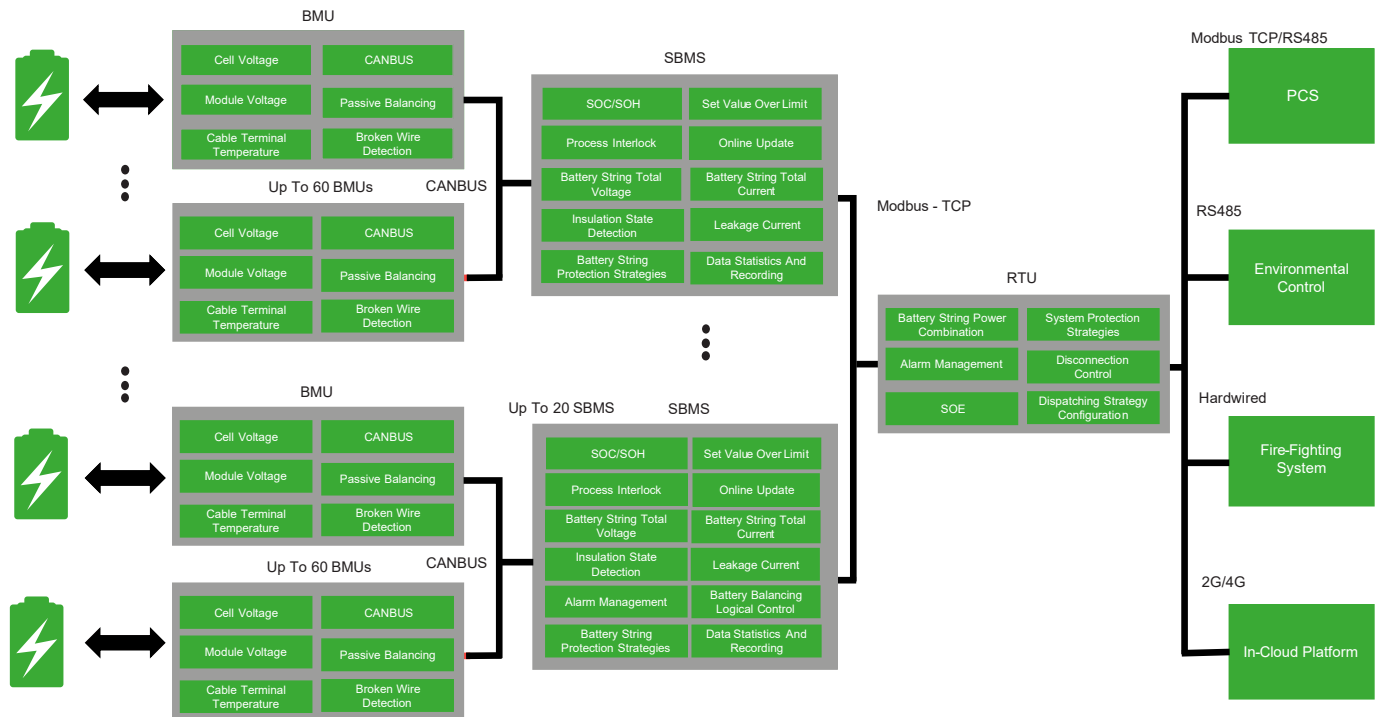 BMU
Cell Voltage
CANBUS
Module Voltage
Passive Balancing
Cable Terminal
Temperature
Broken Wire
Detection
Up To 60 BMUs
Cell Voltage
CANBUS
Module Voltage
Passive Balancing
Cable Terminal
Temperature
Broken Wire
Detection
CANBUS
BMU
Cell Voltage
CANBUS
Module Voltage
Passive Balancing
Cable Terminal
Temperature
Broken Wire
Detection
Up To 60 BMUs
Cell Voltage
CANBUS
Module Voltage
Passive Balancing
Cable Terminal
Temperature
Broken Wire
Detection
CANBUS
SBMS
SOC/SOH
Set Value Over Limit
Process Interlock
Online Update
Battery String Total
Voltage
Battery String Total
Current
Insulation State
Detection
Leakage Current
Battery String
Protection Strategies
Data Statistics And
Recording
Up To 20 SBMS
SBMS
SOC/SOH
Set Value Over Limit
Process Interlock
Online Update
Battery String Total
Voltage
Battery String Total
Current
Insulation State
Detection
Leakage Current
Alarm Management
Battery Balancing
Logical Control
Battery String
Protection Strategies
Data Statistics And
Recording
Modbus - TCP
RTU
Battery String Power
Combination
System Protection
Strategies
Alarm Management
Disconnection
Control
SOE
Dispatching Strategy
Configuration
Modbus TCP/RS485
PCS
RS485
Environmental
Control
Hardwired
Fire-Fighting
System
2G/4G
In-Cloud Platform